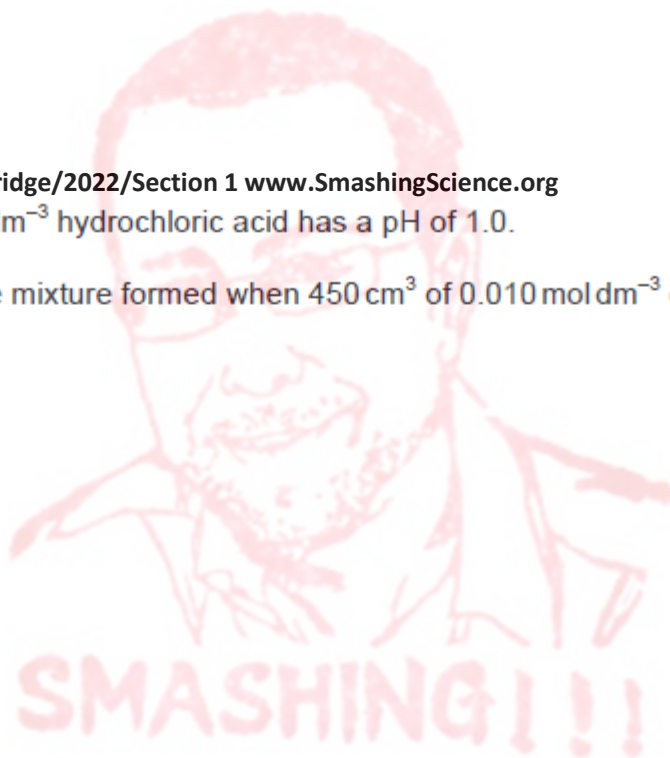 ridge/2022/Section 1 www.SmashingScience.org
m⁻³ hydrochloric acid has a pH of 1.0.
mixture formed when 450 cm³ of 0.010 mol dm⁻³
SMASHING!!!